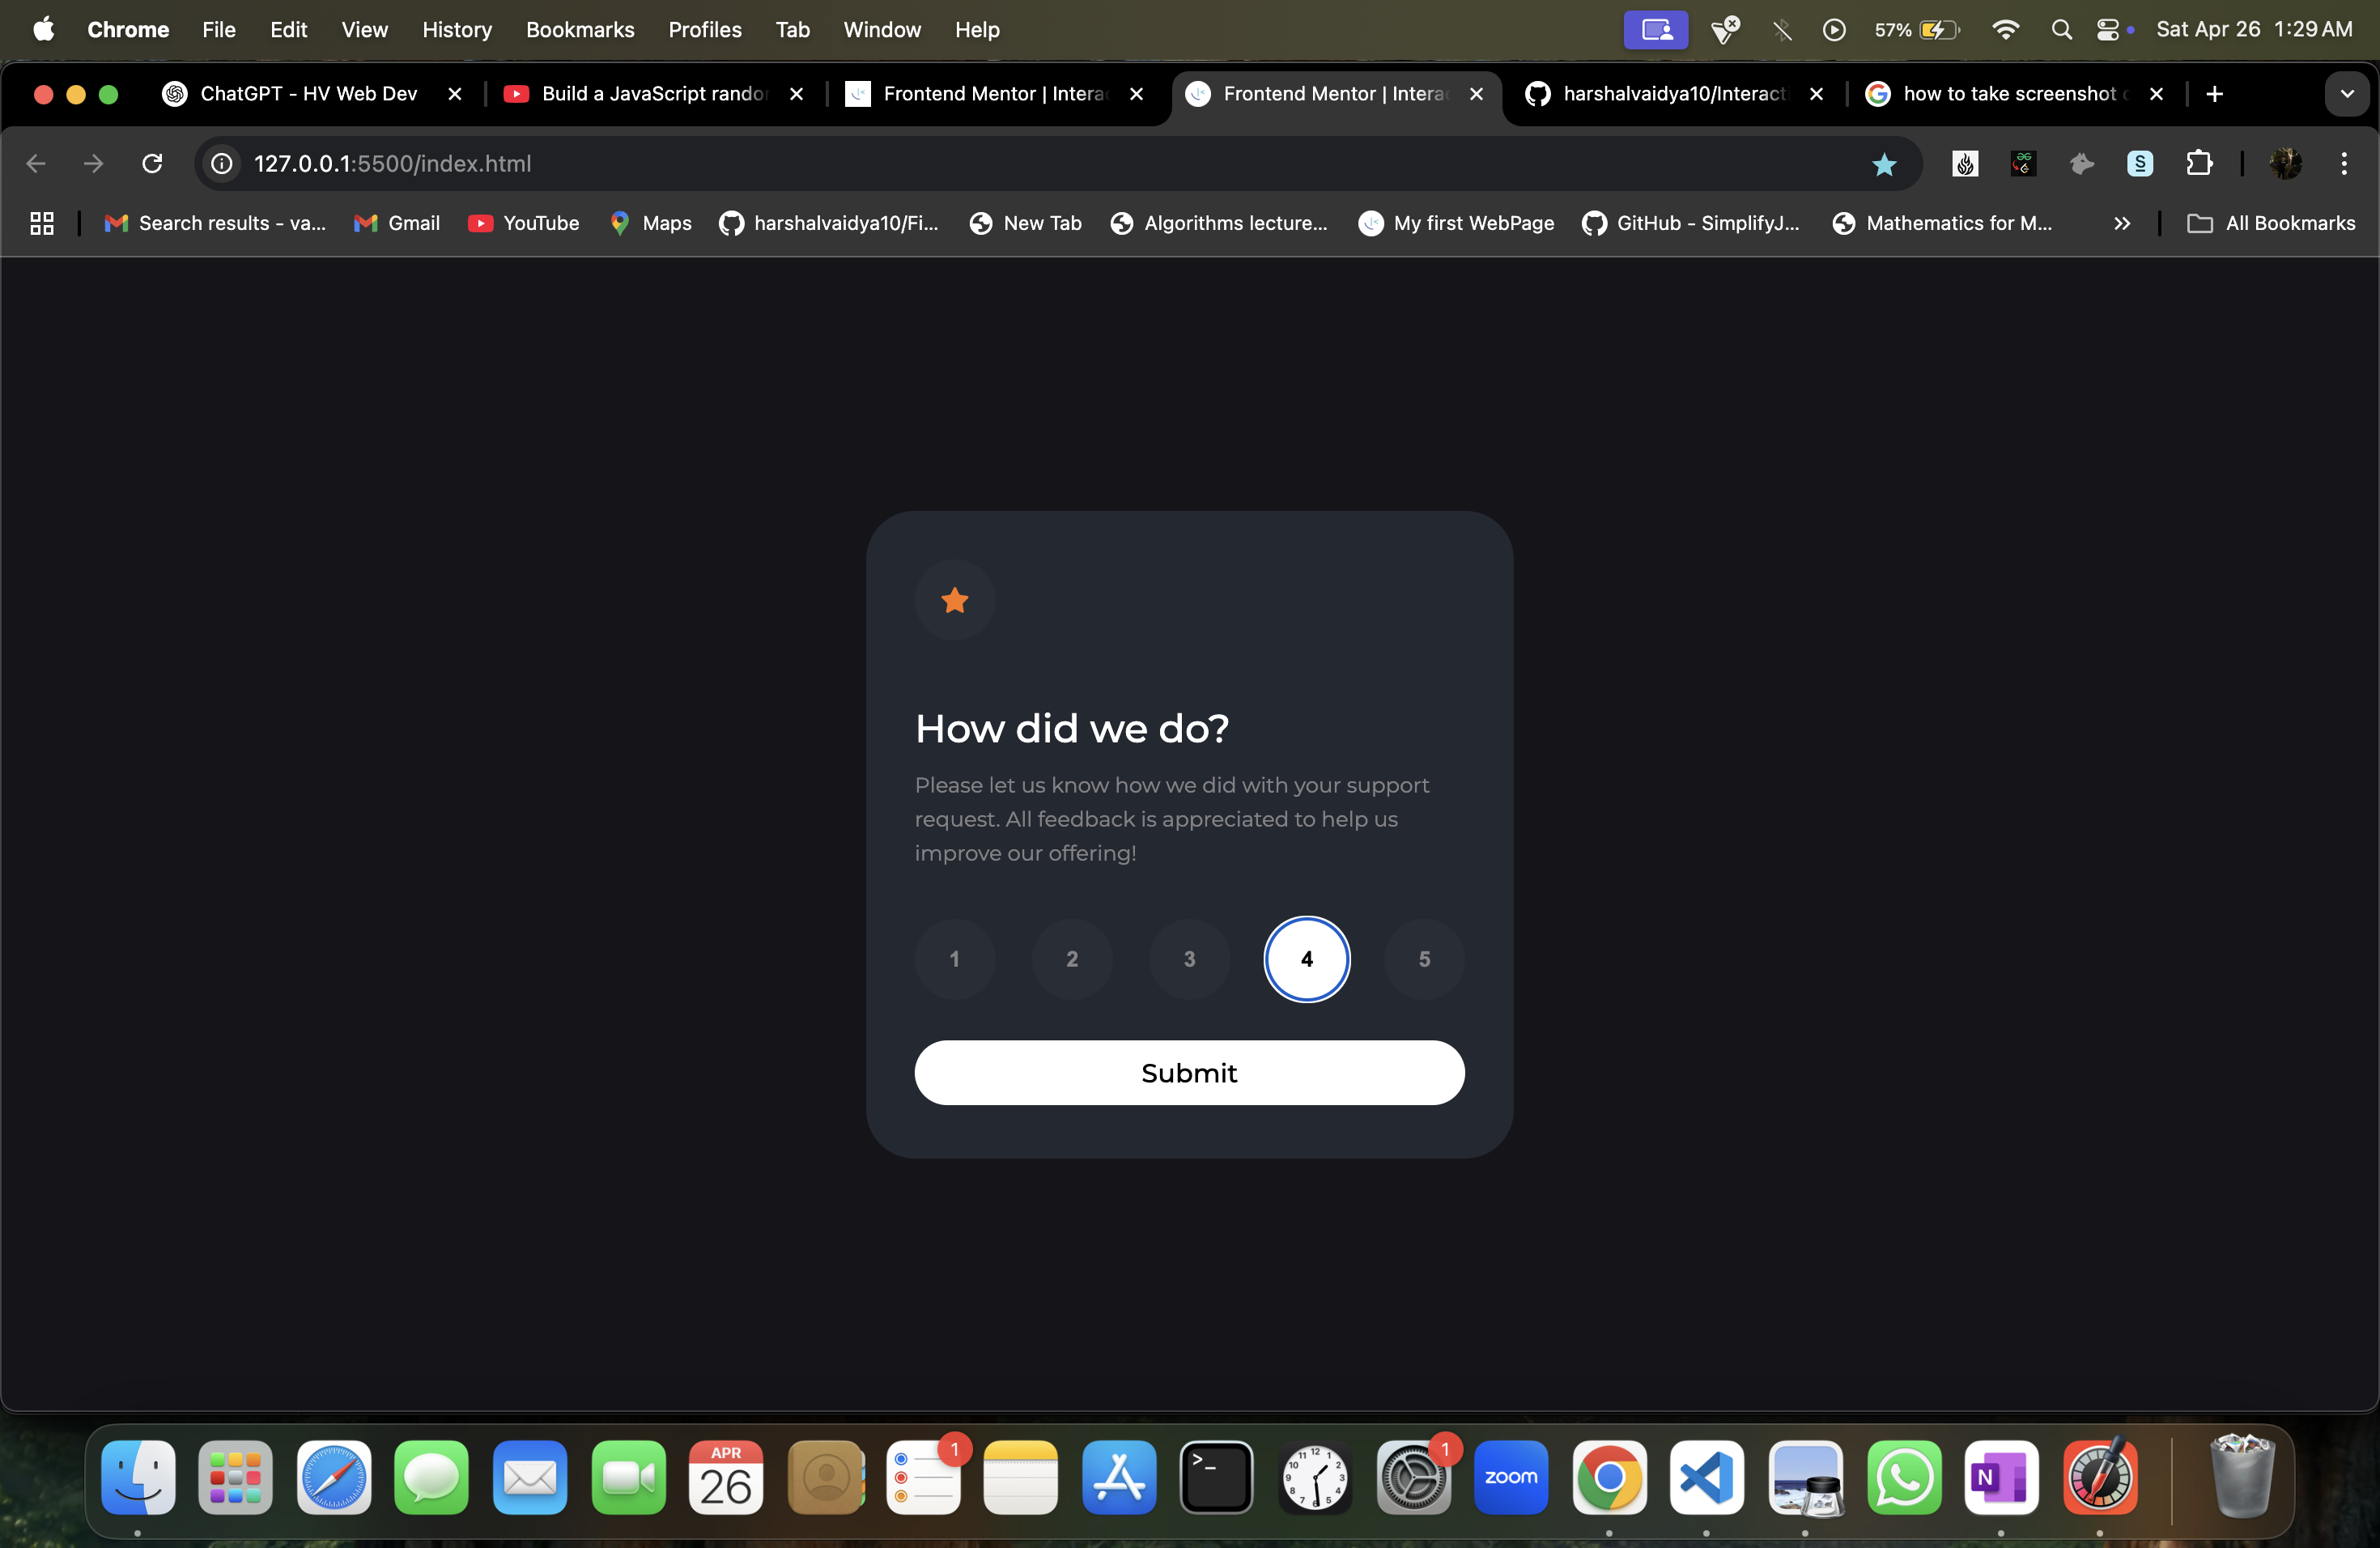 Chrome File Edit View History Bookmarks Profiles Tab Window Help 57% Sat Apr 26 1:29 AM
ChatGPT - HV Web Dev Build a JavaScript rando Frontend Mentor | Intera Frontend Mentor | Intera harshalvaidya10/Interact how to take screenshot
127.0.0.1:5500/index.html S
Search results - va... Gmail YouTube Maps harshalvaidya10/Fi... New Tab Algorithms lecture... My first WebPage GitHub - SimplifyJ... Mathematics for M... All Bookmarks
How did we do?
Please let us know how we did with your support
request. All feedback is appreciated to help us
improve our offering!
1 2 3 4 5
Submit
APR 1 1
26 >_ zoom N